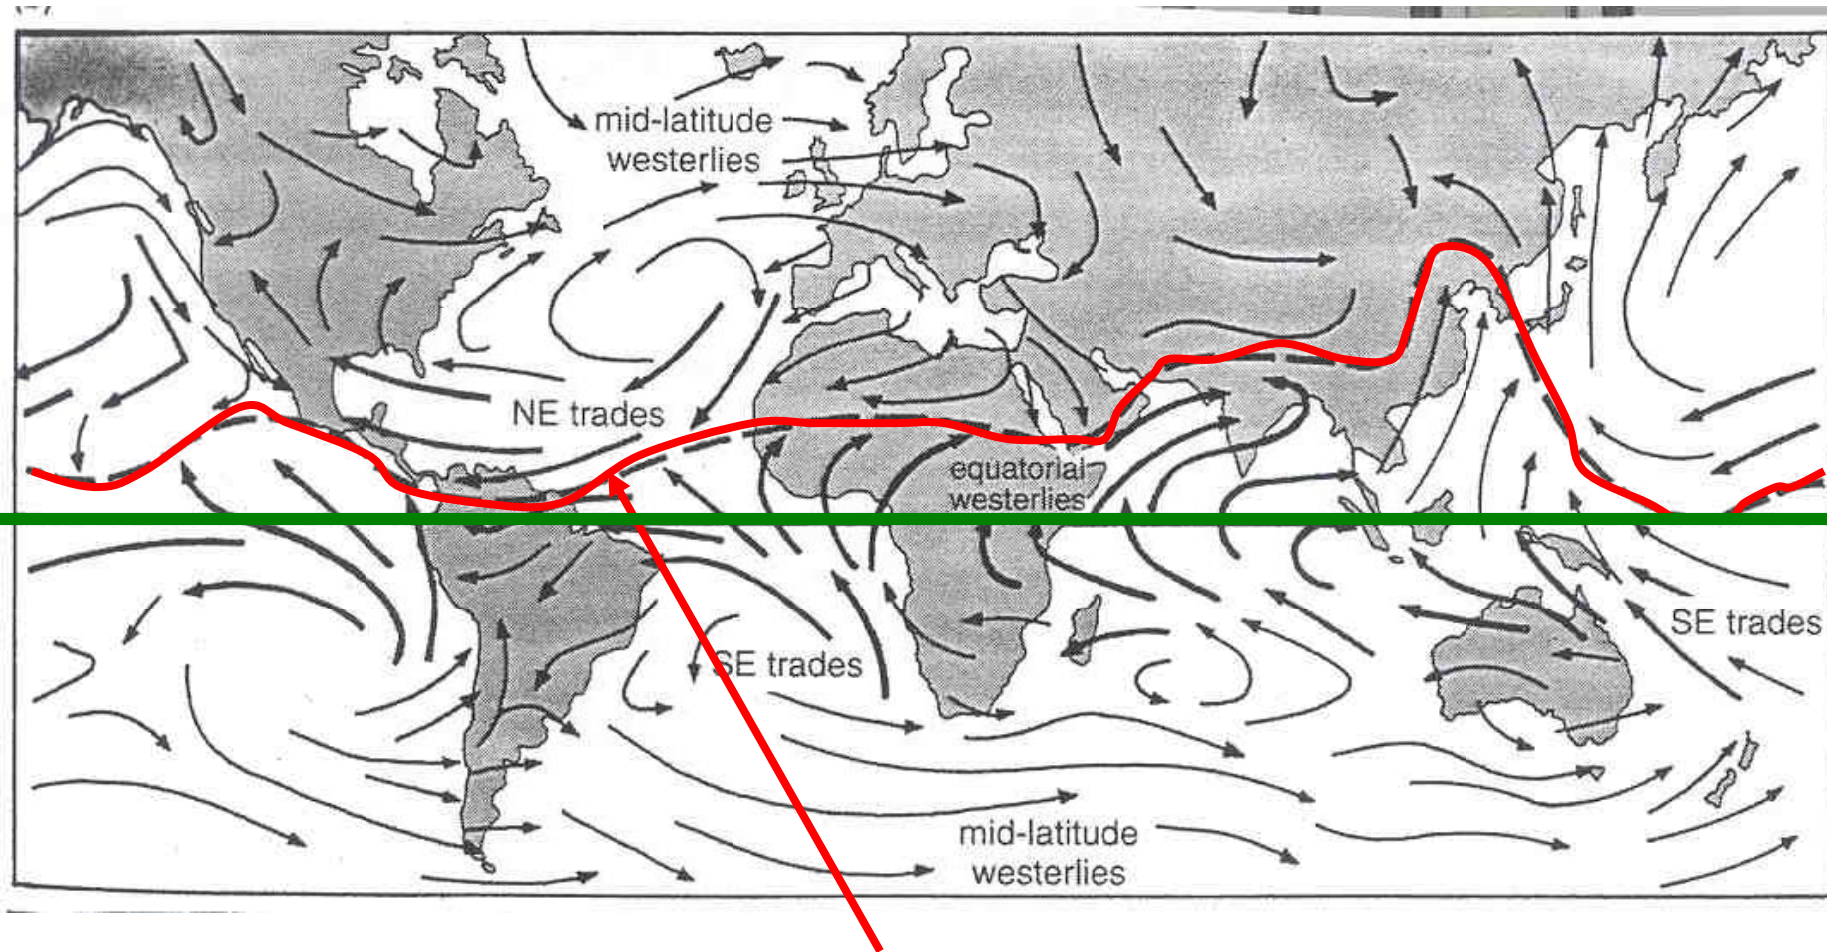 mid-latitude
westerlies
NE trades
equatorial
westerlies
SE trades
SE trades
mid-latitude
westerlies